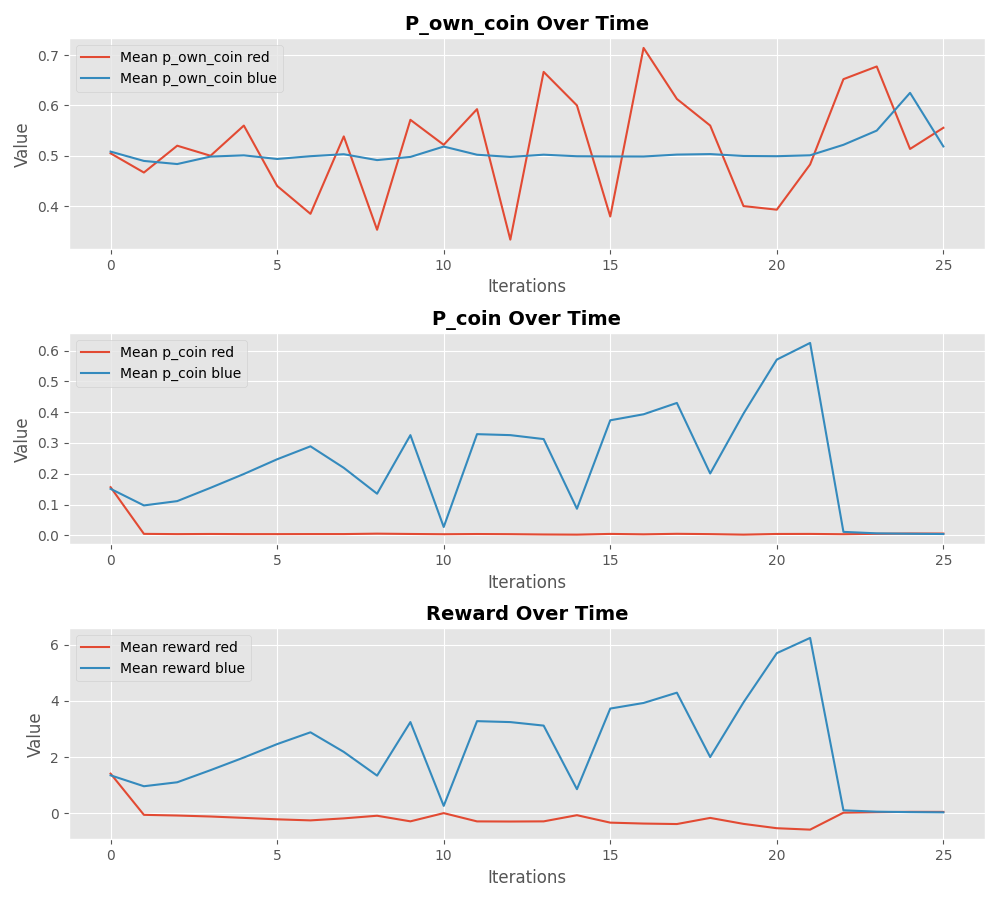 P_own_coin Over Time
Mean p_own_coin red
Mean p_own_coin blue
Value
0.7
0.6
0.5
0.4
0 5 10 15 20 25
Iterations
P_coin Over Time
Mean p_coin red
Mean p_coin blue
Value
0.6
0.5
0.4
0.3
0.2
0.1
0.0
0 5 10 15 20 25
Iterations
Reward Over Time
Mean reward red
Mean reward blue
Value
6
4
2
0
0 5 10 15 20 25
Iterations